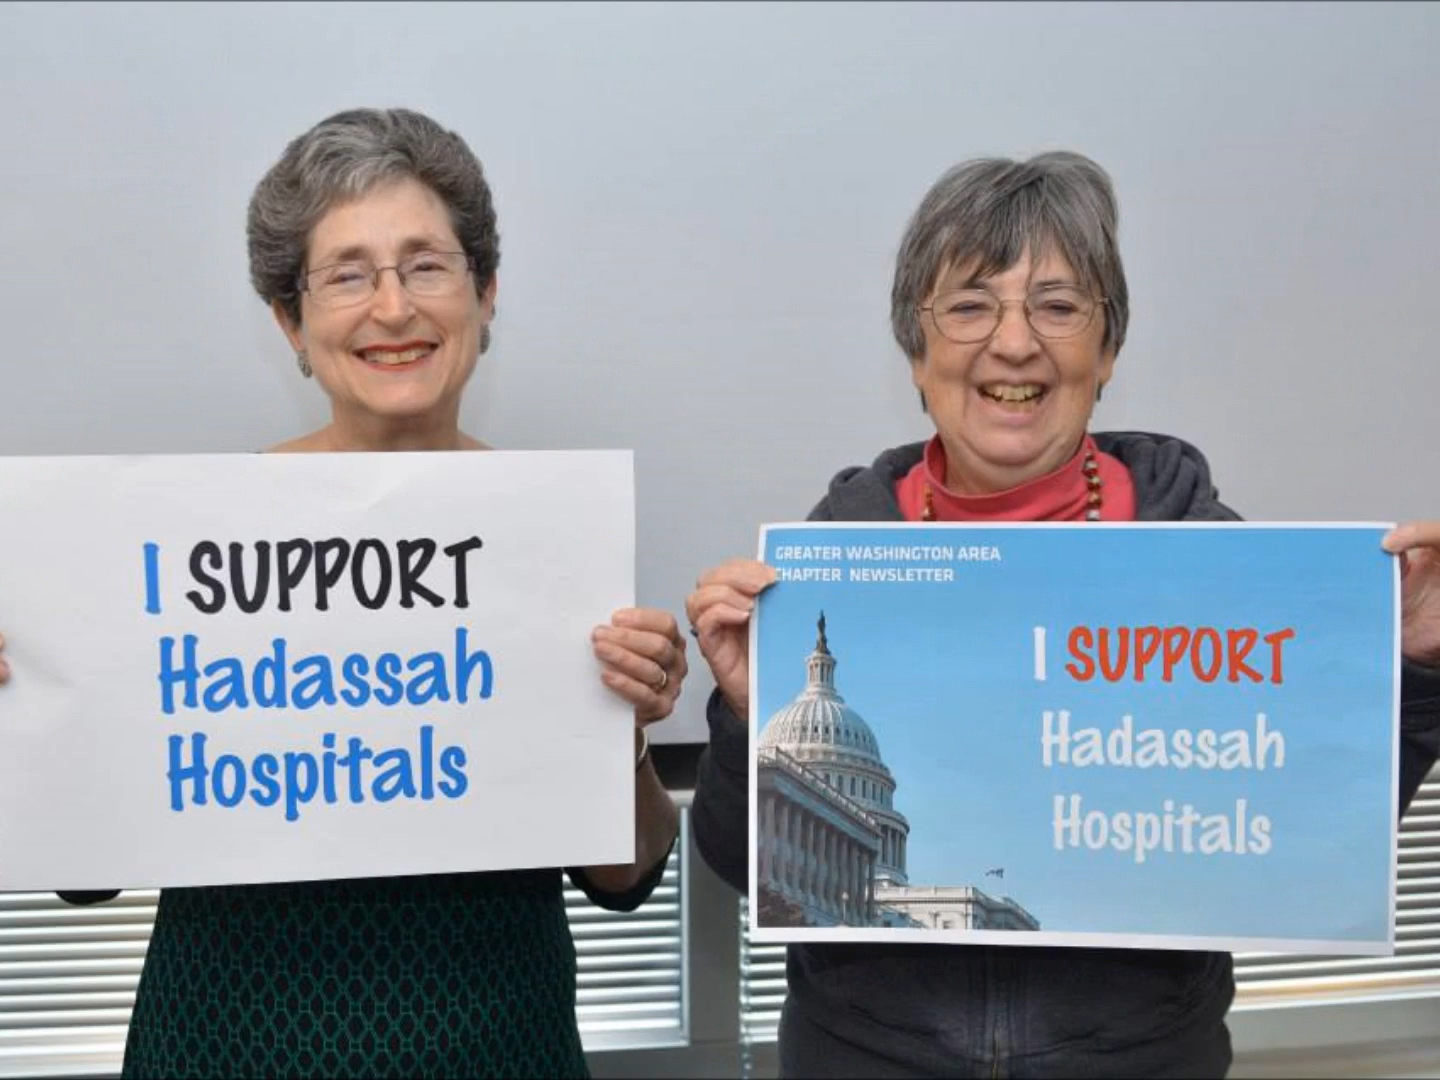 I SUPPORT
Hadassah
Hospitals
GREATER WASHINGTON AREA
CHAPTER NEWSLETTER
I SUPPORT
Hadassah
Hospitals